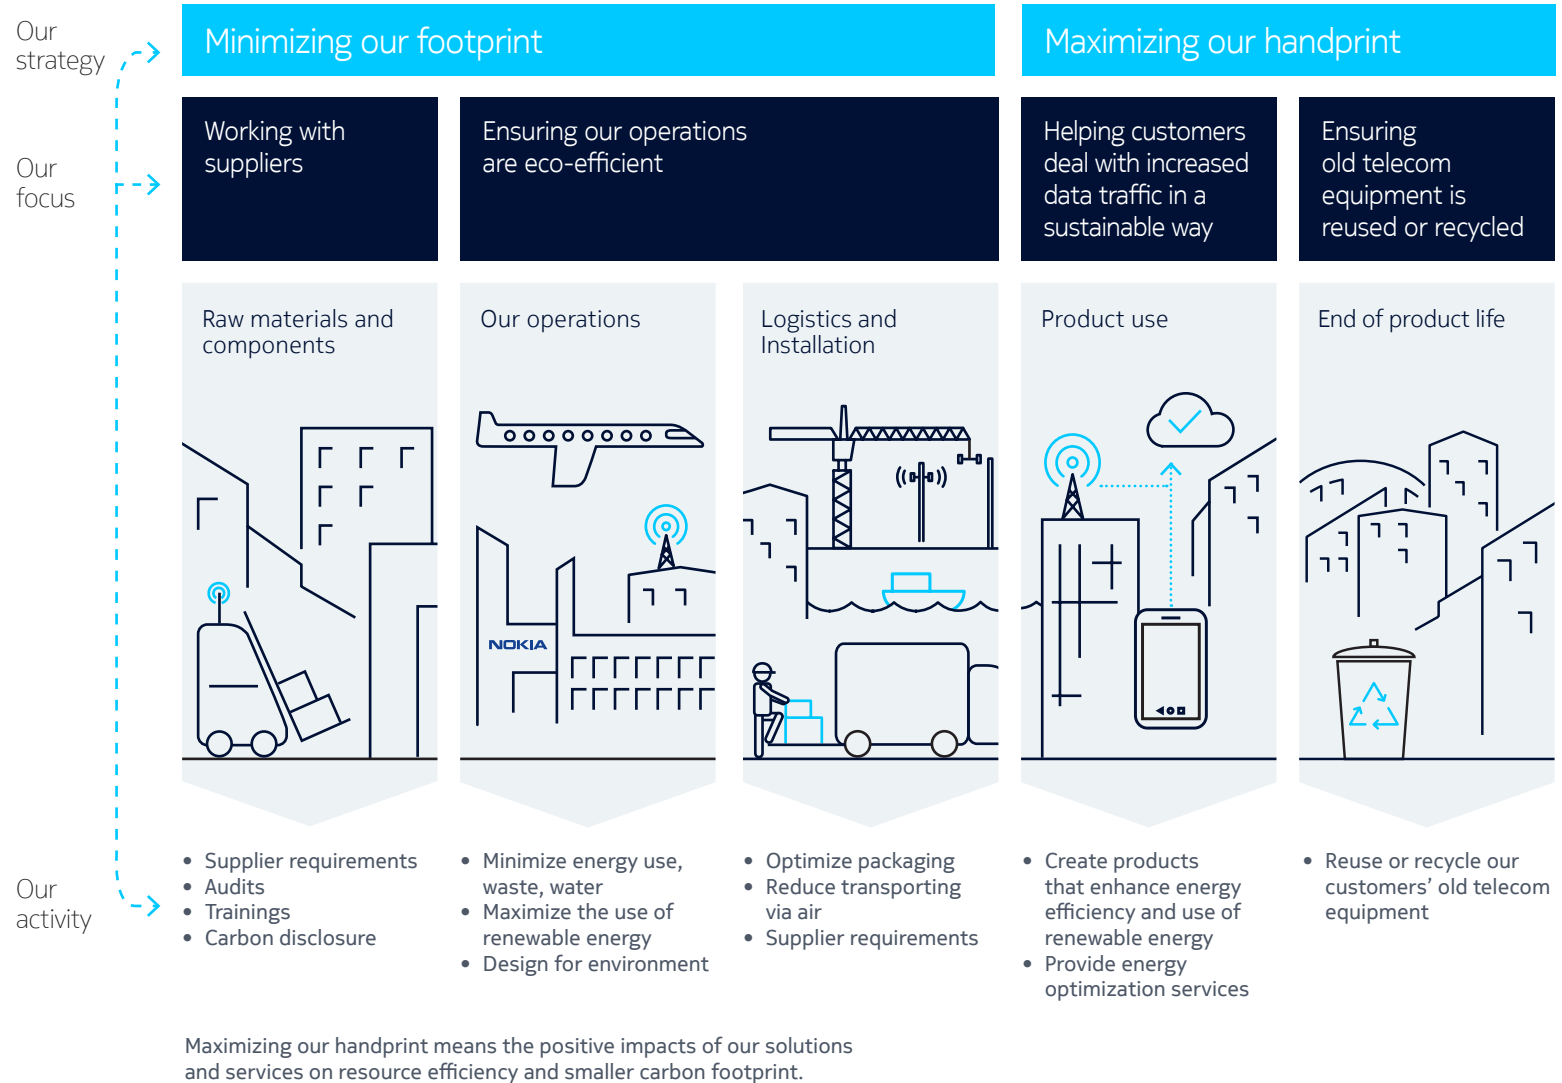 Our
strategy
Minimizing our footprint
Maximizing our handprint
Our
focus
Working with
suppliers
Ensuring our operations
are eco-efficient
Helping customers
deal with increased
data traffic in a
sustainable way
Ensuring
old telecom
equipment is
reused or recycled
Raw materials and
components
Our operations
Logistics and
Installation
Product use
End of product life
NOKIA
Our
activity
• Supplier requirements
• Audits
• Trainings
• Carbon disclosure
• Minimize energy use,
waste, water
• Maximize the use of
renewable energy
• Design for environment
• Optimize packaging
• Reduce transporting
via air
• Supplier requirements
• Create products
that enhance energy
efficiency and use of
renewable energy
• Provide energy
optimization services
• Reuse or recycle our
customers’ old telecom
equipment
Maximizing our handprint means the positive impacts of our solutions
and services on resource efficiency and smaller carbon footprint.